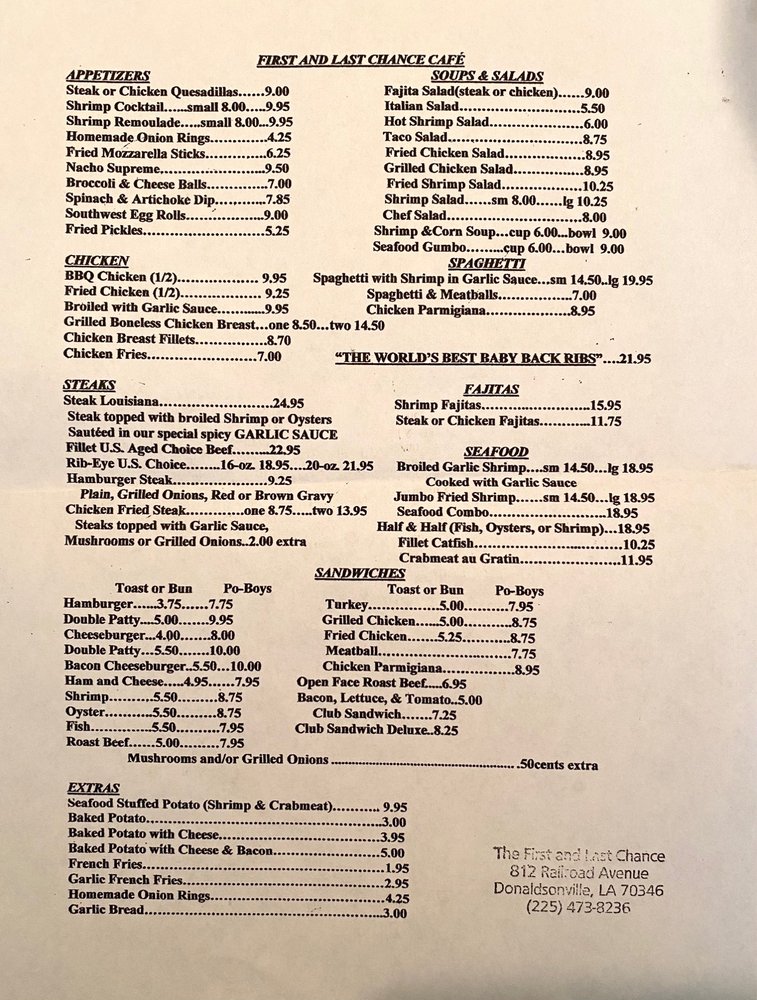 FIRST AND LAST CHANCE CAFÉ
APPETIZERS
Steak or Chicken Quesadillas......9.00
Shrimp Cocktail......small 8.00.....9.95
Shrimp Remoulade....small 8.00...9.95
Homemade Onion Rings..............4.25
Fried Mozzarella Sticks...............6.25
Nacho Supreme.........................9.50
Broccoli & Cheese Balls..............7.00
Spinach & Artichoke Dip............7.85
Southwest Egg Rolls..................9.00
Fried Pickles.............................5.25
SOUPS & SALADS
Fajita Salad(steak or chicken)......9.00
Italian Salad..............................5.50
Hot Shrimp Salad.......................6.00
Taco Salad.................................8.75
Fried Chicken Salad....................8.95
Grilled Chicken Salad..................8.95
Fried Shrimp Salad.....................10.25
Shrimp Salad......sm 8.00......lg 10.25
Chef Salad.................................8.00
Shrimp &Corn Soup...cup 6.00...bowl 9.00
Seafood Gumbo.........cup 6.00...bowl 9.00
CHICKEN
BBQ Chicken (1/2).................. 9.95
Fried Chicken (1/2).................. 9.25
Broiled with Garlic Sauce...........9.95
Grilled Boneless Chicken Breast...one 8.50...two 14.50
Chicken Breast Fillets................8.70
Chicken Fries.........................7.00
SPAGHETTI
Spaghetti with Shrimp in Garlic Sauce...sm 14.50..lg 19.95
Spaghetti & Meatballs..................7.00
Chicken Parmigiana....................8.95
"THE WORLD'S BEST BABY BACK RIBS"....21.95
STEAKS
Steak Louisiana..........................24.95
Steak topped with broiled Shrimp or Oysters
Sautéed in our special spicy GARLIC SAUCE
Fillet U.S. Aged Choice Beef.........22.95
Rib-Eye U.S. Choice........16-oz. 18.95....20-oz. 21.95
Hamburger Steak......................9.25
Plain, Grilled Onions, Red or Brown Gravy
Chicken Fried Steak.............one 8.75.....two 13.95
Steaks topped with Garlic Sauce,
Mushrooms or Grilled Onions..2.00 extra
FAJITAS
Shrimp Fajitas..........................15.95
Steak or Chicken Fajitas............11.75
SEAFOOD
Broiled Garlic Shrimp....sm 14.50...lg 18.95
Cooked with Garlic Sauce
Jumbo Fried Shrimp......sm 14.50...lg 18.95
Seafood Combo............................18.95
Half & Half (Fish, Oysters, or Shrimp)...18.95
Fillet Catfish...................................10.25
Crabmeat au Gratin........................11.95
SANDWICHES
Toast or Bun Po-Boys
Hamburger......3.75......7.75
Double Patty....5.00.......9.95
Cheeseburger...4.00.......8.00
Double Patty...5.50.......10.00
Bacon Cheeseburger..5.50...10.00
Ham and Cheese.....4.95......7.95
Shrimp..........5.50.........8.75
Oyster...........5.50.........8.75
Fish..............5.50.........7.95
Roast Beef......5.00.........7.95
Toast or Bun Po-Boys
Turkey.................5.00..........7.95
Grilled Chicken......5.00...........8.75
Fried Chicken.....5.25...........8.75
Meatball................................7.75
Chicken Parmigiana.................8.95
Open Face Roast Beef.....6.95
Bacon, Lettuce, & Tomato..5.00
Club Sandwich.......7.25
Club Sandwich Deluxe..8.25
Mushrooms and/or Grilled Onions .......................................................50cents extra
EXTRAS
Seafood Stuffed Potato (Shrimp & Crabmeat)........... 9.95
Baked Potato.........................................................3.00
Baked Potato with Cheese.......................................3.95
Baked Potato with Cheese & Bacon..........................5.00
French Fries...........................................................1.95
Garlic French Fries.................................................2.95
Homemade Onion Rings..........................................4.25
Garlic Bread..........................................................3.00
The First and Last Chance
812 Railroad Avenue
Donaldsonville, LA 70346
(225) 473-8236